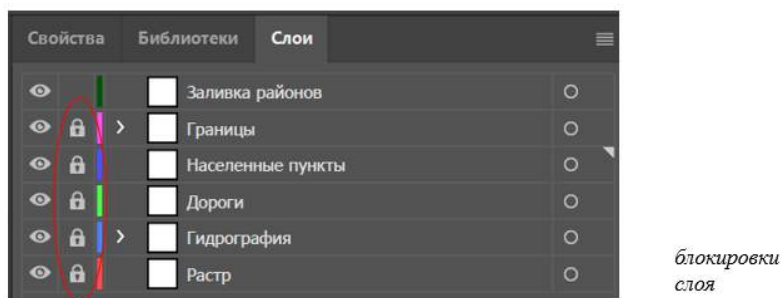 Свойства Библиотеки Слои
Заливка районов
Границы
Населенные пункты
Дороги
Гидрография
Растр
блокировки
слоя